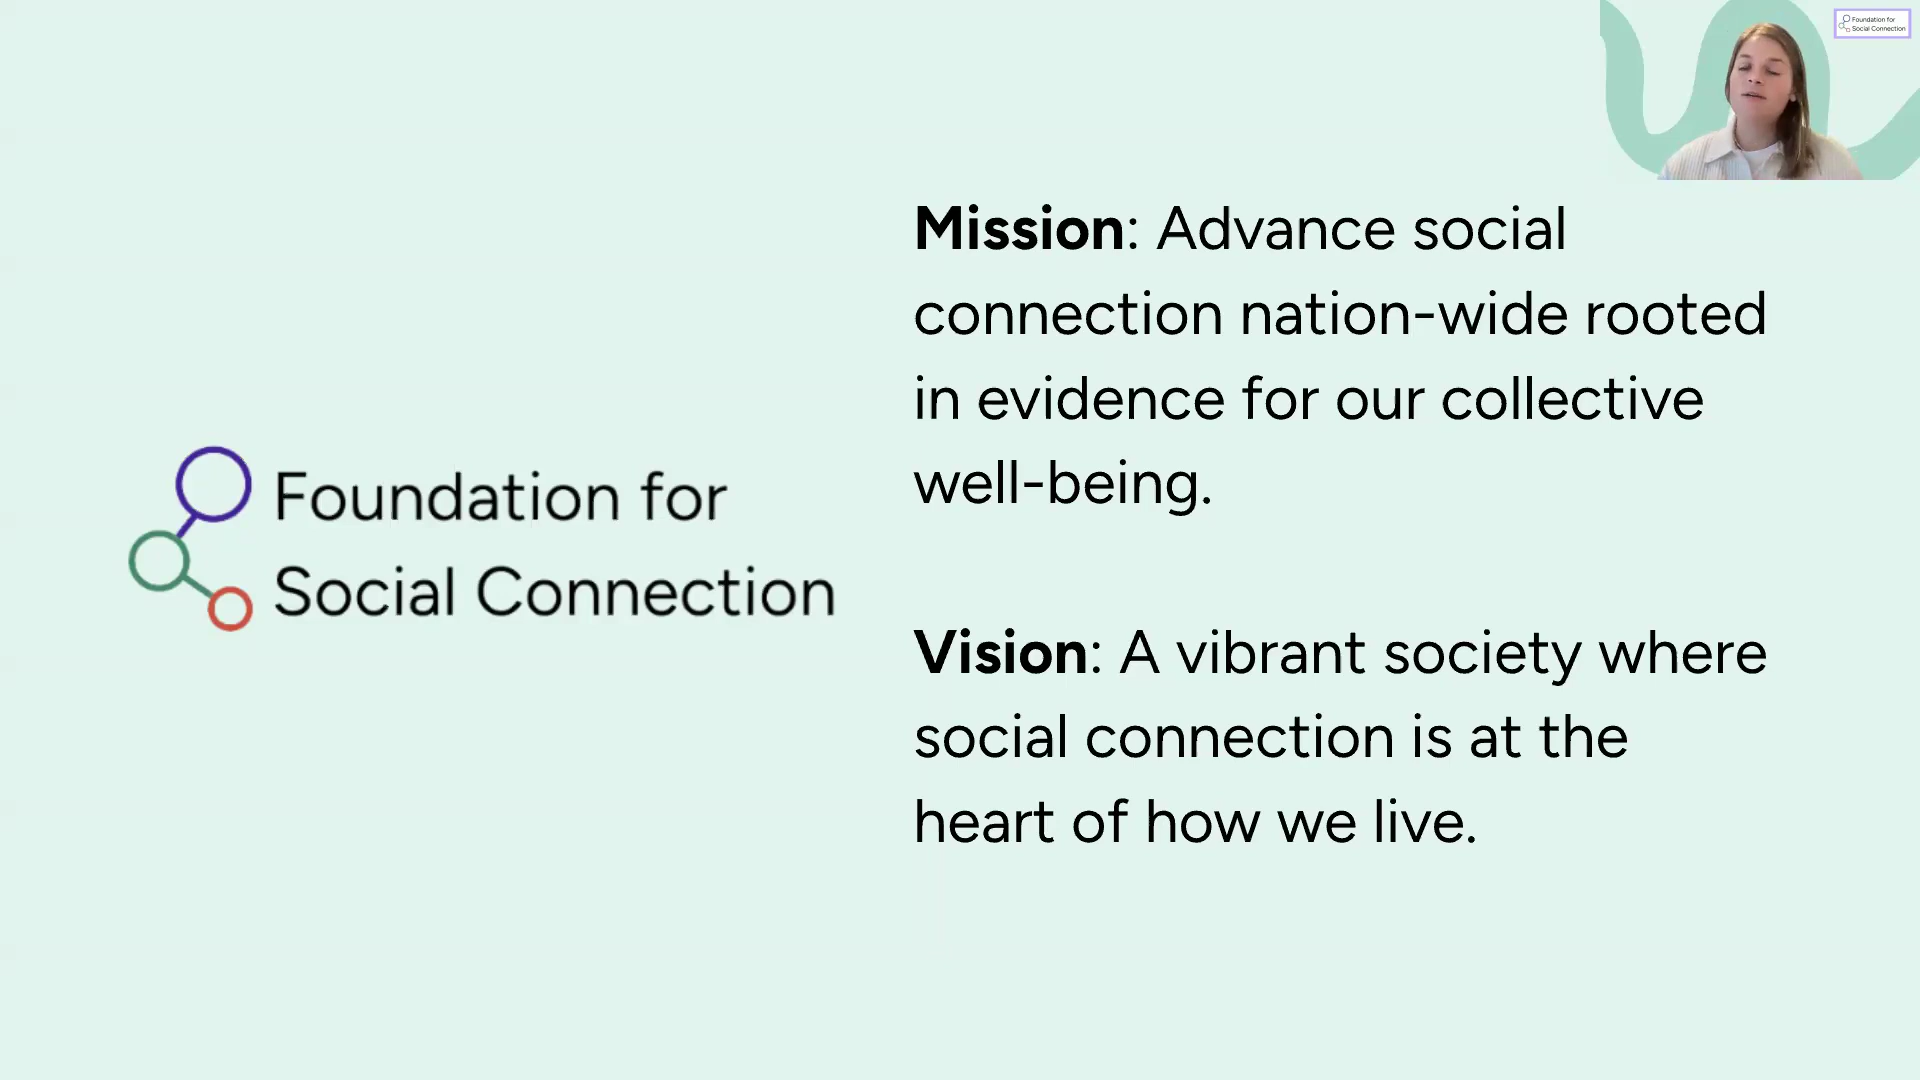 Foundation for
Social Connection
Mission: Advance social
connection nation-wide rooted
in evidence for our collective
well-being.
Vision: A vibrant society where
social connection is at the
heart of how we live.
Foundation for
Social Connection